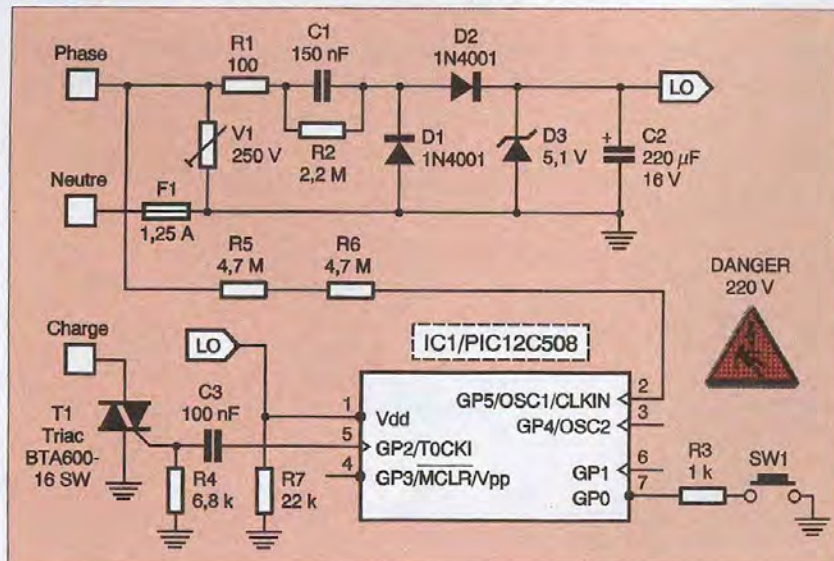 Phase
R1
100
C1
150 nF
D2
1N4001
LO
V1
250 V
R2
2,2 M
D1
1N4001
D3
5,1 V
+
C2
220 µF
16 V
Neutre
F1
1,25 A
R5
4,7 M
R6
4,7 M
DANGER
220 V
Charge
LO
IC1/PIC12C508
C3
100 nF
T1
Triac
BTA600-
16 SW
R4
6,8 k
R7
22 k
1
Vdd
5
GP2/T0CKI
4
GP3/MCLR/Vpp
GP5/OSC1/CLKIN
2
GP4/OSC2
3
GP1
6
GP0
7
R3
1 k
SW1